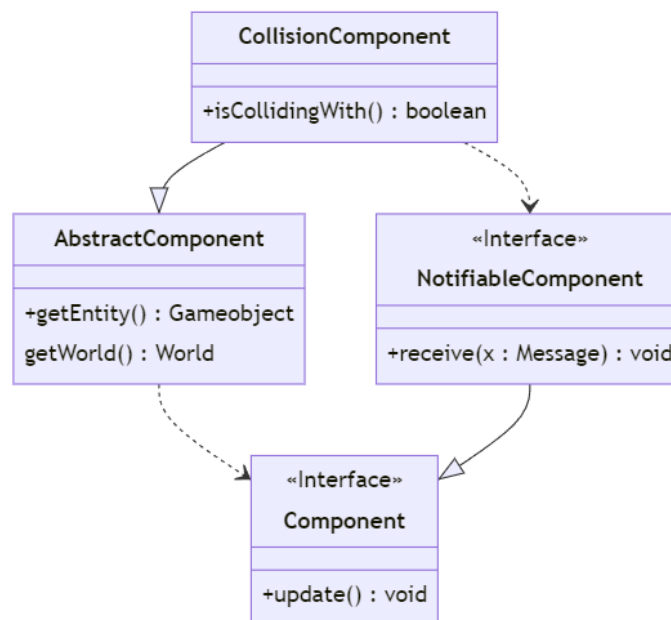 CollisionComponent
+isCollidingWith() : boolean
AbstractComponent
+getEntity() : Gameobject
getWorld() : World
«Interface»
NotifiableComponent
+receive(x : Message) : void
«Interface»
Component
+update() : void